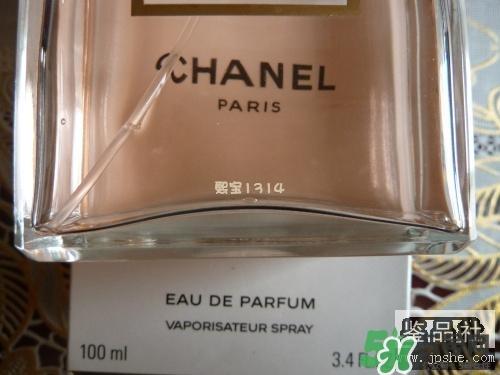 CHANEL
PARIS
熙宝1314
EAU DE PARFUM
VAPORISATEUR SPRAY
100 ml
3.4
鉴品社
www.jpshe.com